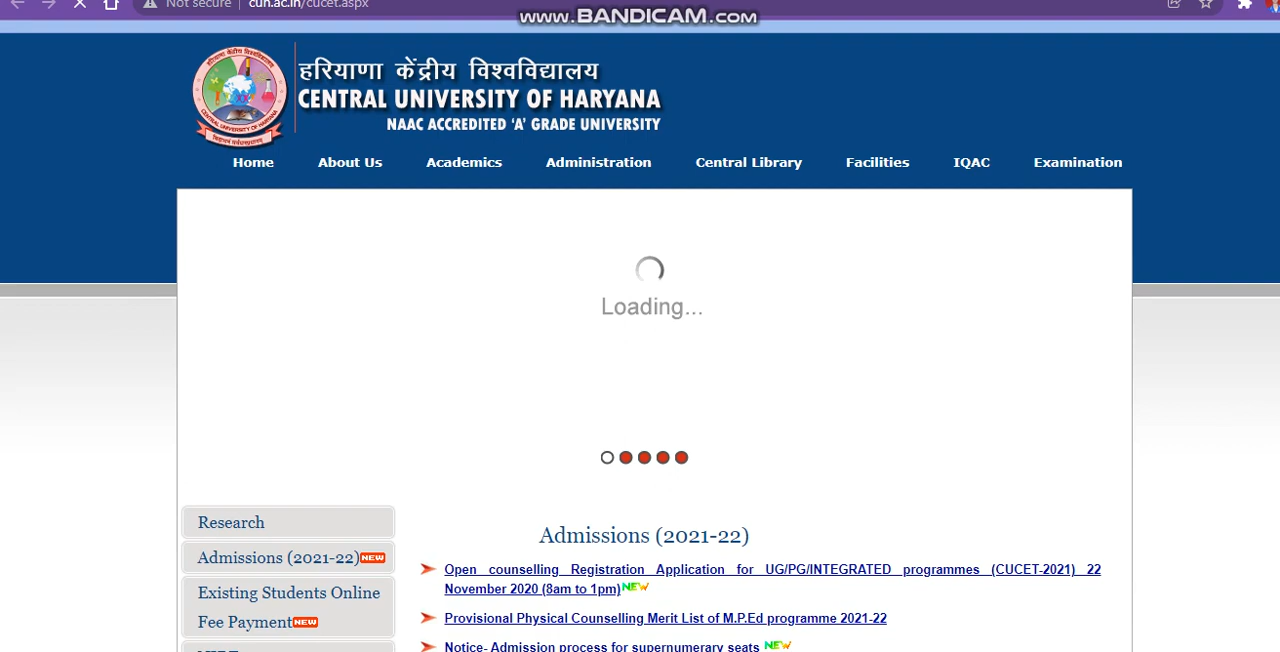 Not secure | cuh.ac.in/cucet.aspx
WWW.BANDICAM.COM
हरियाणा केंद्रीय विश्वविद्यालय
CENTRAL UNIVERSITY OF HARYANA
NAAC ACCREDITED 'A' GRADE UNIVERSITY
CENTRAL UNIVERSITY OF HARYANA
Home About Us Academics Administration Central Library Facilities IQAC Examination
Loading...
Research
Admissions (2021-22) NEW
Existing Students Online
Fee Payment NEW
Admissions (2021-22)
Open counselling Registration Application for UG/PG/INTEGRATED programmes (CUCET-2021) 22
November 2020 (8am to 1pm) NEW
Provisional Physical Counselling Merit List of M.P.Ed programme 2021-22
Notice- Admission process for supernumerary seats NEW